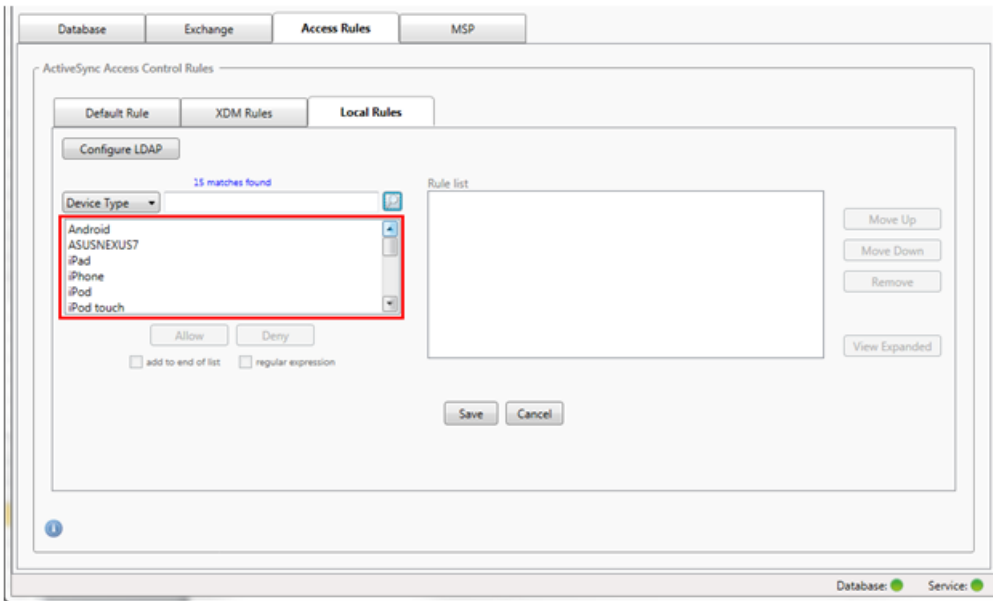 Database Exchange Access Rules MSP
ActiveSync Access Control Rules
Default Rule XDM Rules Local Rules
Configure LDAP
15 matches found
Rule list
Device Type
Android
ASUSNEXUS7
iPad
iPhone
iPod
iPod touch
Move Up
Move Down
Remove
View Expanded
Allow Deny
add to end of list regular expression
Save Cancel
Database: Service: